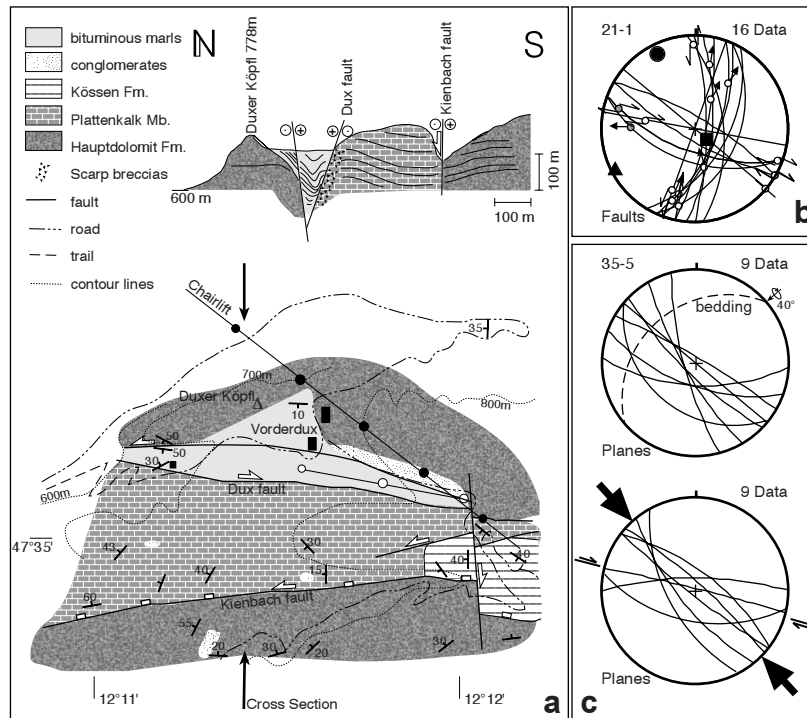 bituminous marls
conglomerates
Kössen Fm.
Plattenkalk Mb.
Hauptdolomit Fm.
Scarp breccias
fault
road
trail
contour lines
N
S
Duxer Köpfl 778m
Dux fault
Kienbach fault
600 m
100 m
100 m
Chairlift
35
700m
800m
Duxer Köpfl
10
Vorderdux
50
50
30
600m
Dux fault
47°35'
43
40
30
15
40
40
60
Kienbach fault
55
20
30
20
30
12°11'
12°12'
Cross Section
a
21-1
16 Data
Faults
b
35-5
9 Data
bedding
40°
Planes
9 Data
Planes
c